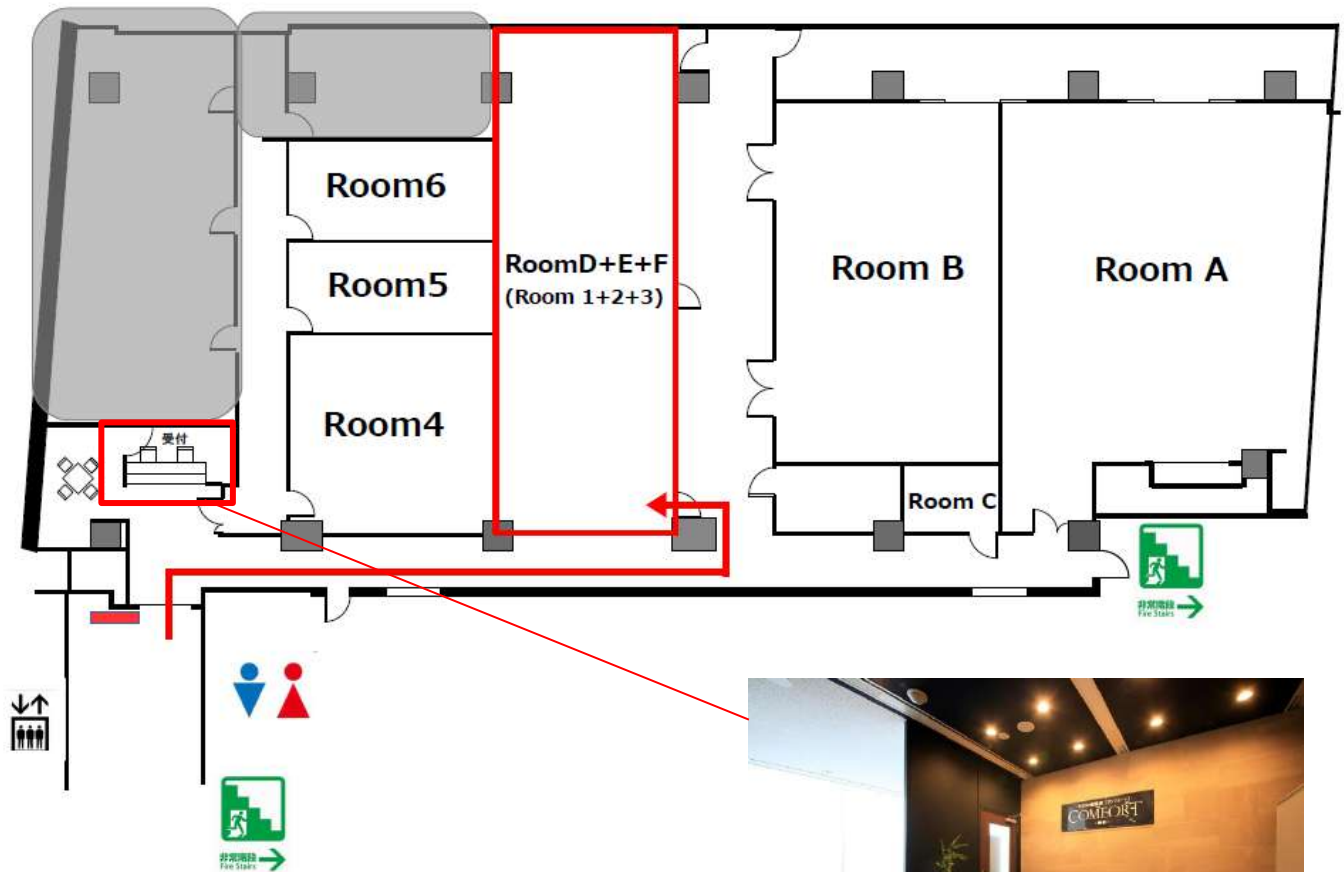 Room6
Room5
RoomD+E+F
(Room 1+2+3)
Room B
Room A
受付
Room4
Room C
非常階段
Fire Stairs
非常階段
Fire Stairs
COMFORT